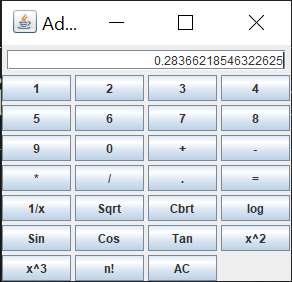 Ad...
0.28366218546322625
1 2 3 4
5 6 7 8
9 0 + -
* / . =
1/x Sqrt Cbrt log
Sin Cos Tan x^2
x^3 n! AC